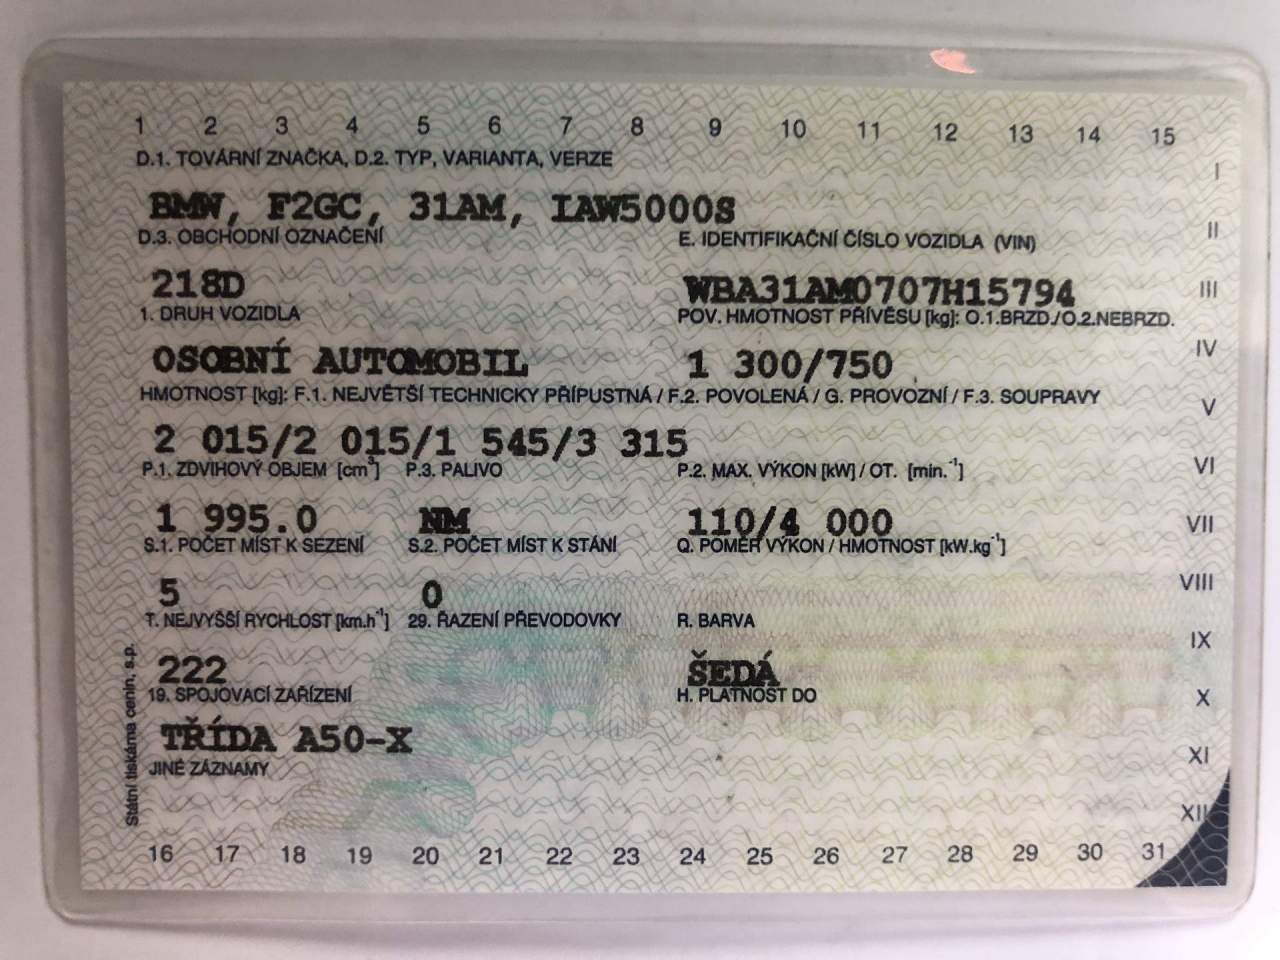 1 2 3 4 5 6 7 8 9 10 11 12 13 14 15
D.1. TOVÁRNÍ ZNAČKA, D.2. TYP, VARIANTA, VERZE
I
BMW, F2GC, 31AM, IAW5000S
II
D.3. OBCHODNÍ OZNAČENÍ E. IDENTIFIKAČNÍ ČÍSLO VOZIDLA (VIN)
218D WBA31AM0707H15794
III
1. DRUH VOZIDLA POV. HMOTNOST PŘÍVĚSU [kg]: O.1.BRZD./O.2.NEBRZD.
IV
OSOBNÍ AUTOMOBIL 1 300/750
HMOTNOST [kg]: F.1. NEJVĚTŠÍ TECHNICKY PŘÍPUSTNÁ / F.2. POVOLENÁ / G. PROVOZNÍ / F.3. SOUPRAVY
V
2 015/2 015/1 545/3 315
P.1. ZDVIHOVÝ OBJEM [cm³] P.3. PALIVO P.2. MAX. VÝKON [kW] / OT. [min.⁻¹]
VI
1 995.0 NM 110/4 000
VII
S.1. POČET MÍST K SEZENÍ S.2. POČET MÍST K STÁNÍ Q. POMĚR VÝKON / HMOTNOST [kW.kg⁻¹]
VIII
5 0
T. NEJVYŠŠÍ RYCHLOST [km.h⁻¹] 29. ŘAZENÍ PŘEVODOVKY R. BARVA
IX
222 ŠEDÁ
19. SPOJOVACÍ ZAŘÍZENÍ H. PLATNOST DO
X
TŘÍDA A50-X
XI
JINÉ ZÁZNAMY
XII
Státní tiskárna cenin, s.p.
16 17 18 19 20 21 22 23 24 25 26 27 28 29 30 31